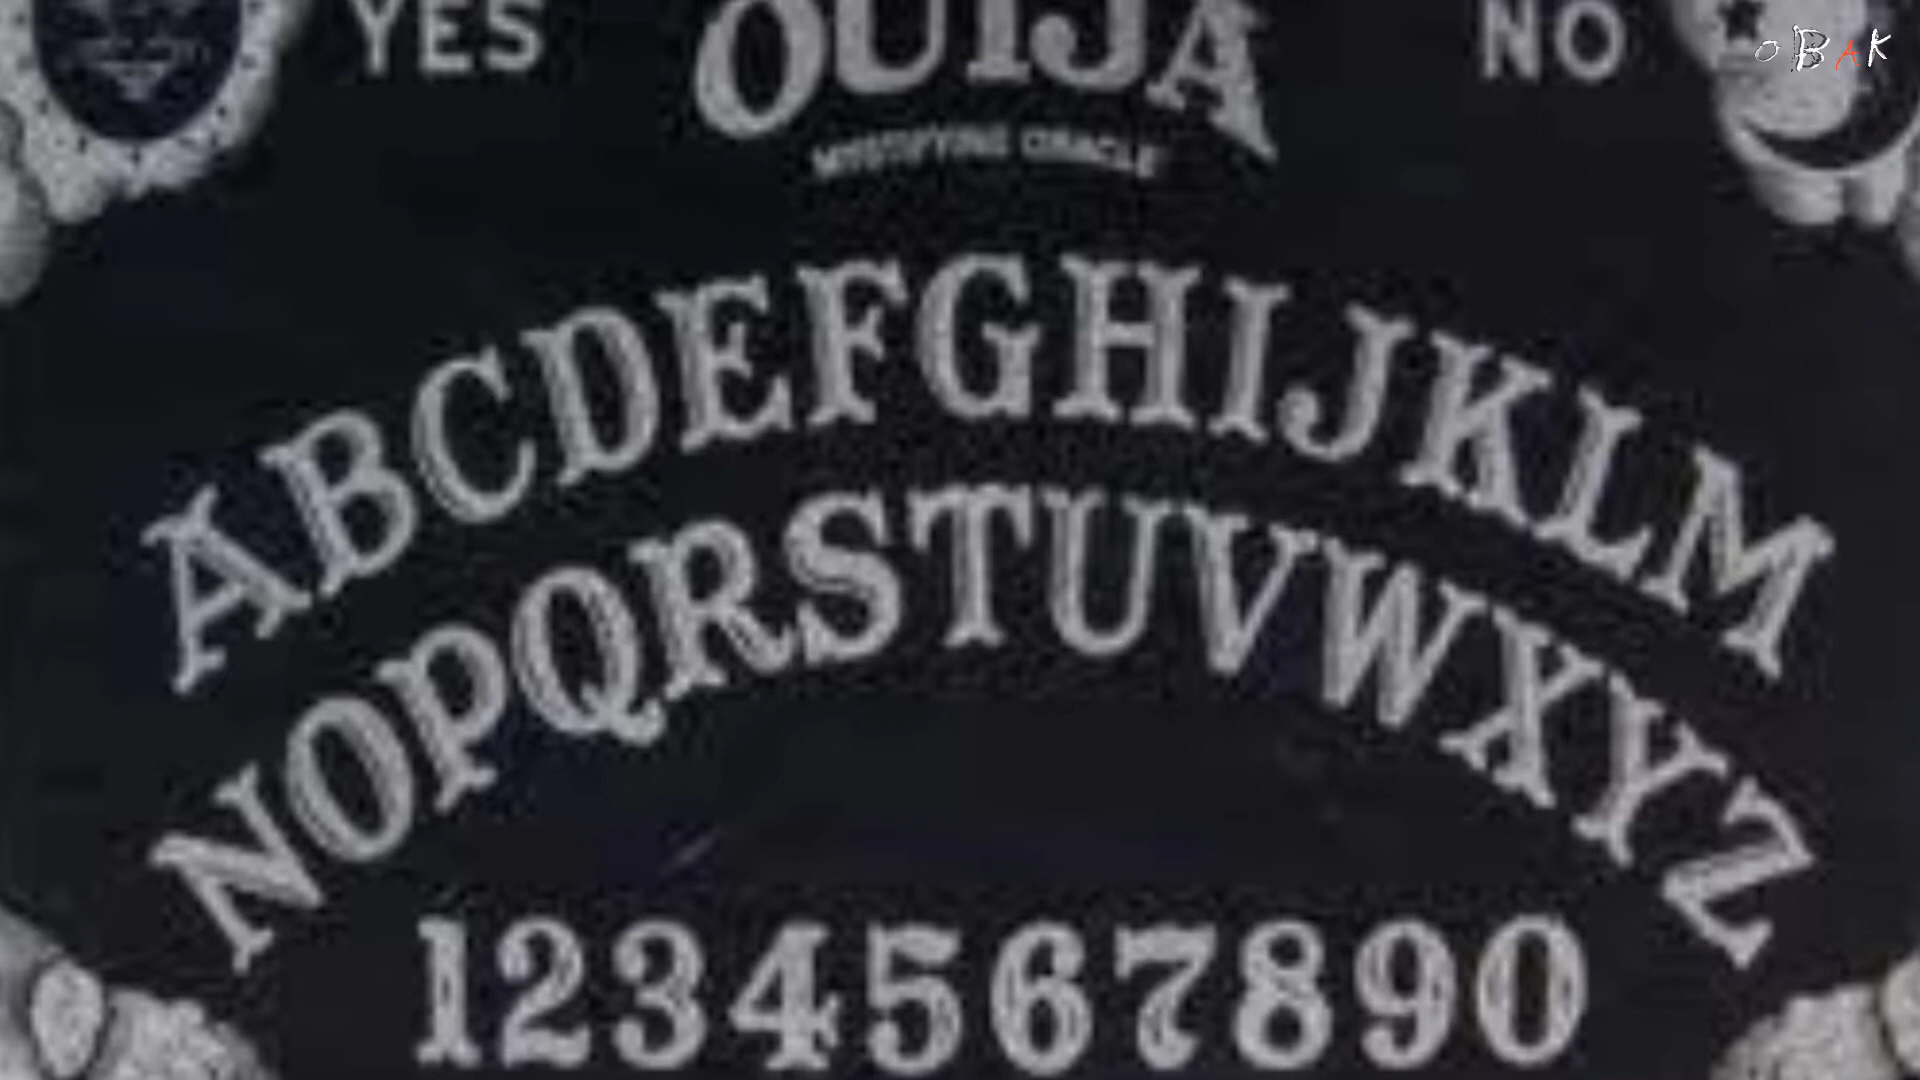 YES OUIJA NO
oBAK
MYSTIFYING ORACLE
ABCDEFGHIJKLM
NOPQRSTUVWXYZ
1234567890